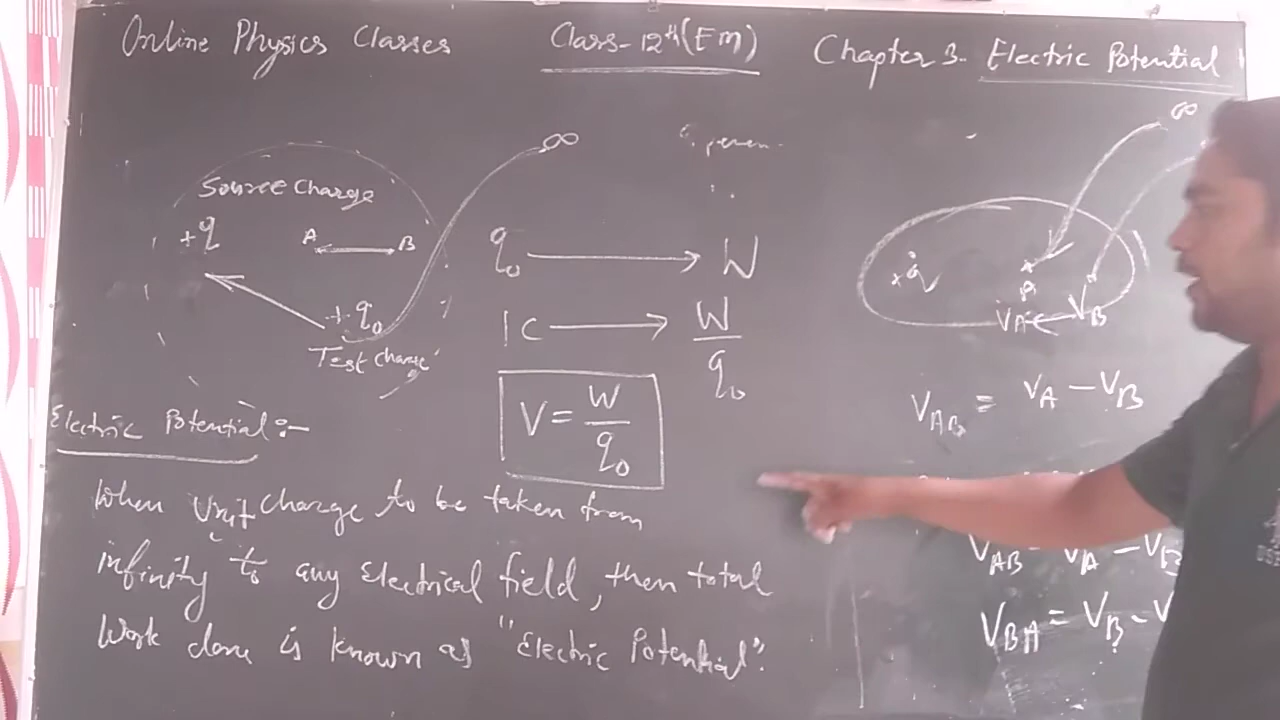 Online Physics Classes Class-12th(EM) Chapter 3. Electric Potential
∞
Source Charge
+q
A B
+q₀
Test Charge
q₀ → W
1C → W/q₀
V = W/q₀
∞
q
VA ← VB
VAB = VA - VB
VAB = VA - VB
VBA = VB -
Electric Potential :-
When Unit Charge to be taken from
infinity to any Electrical field, then total
Work done is known as "Electric Potential".